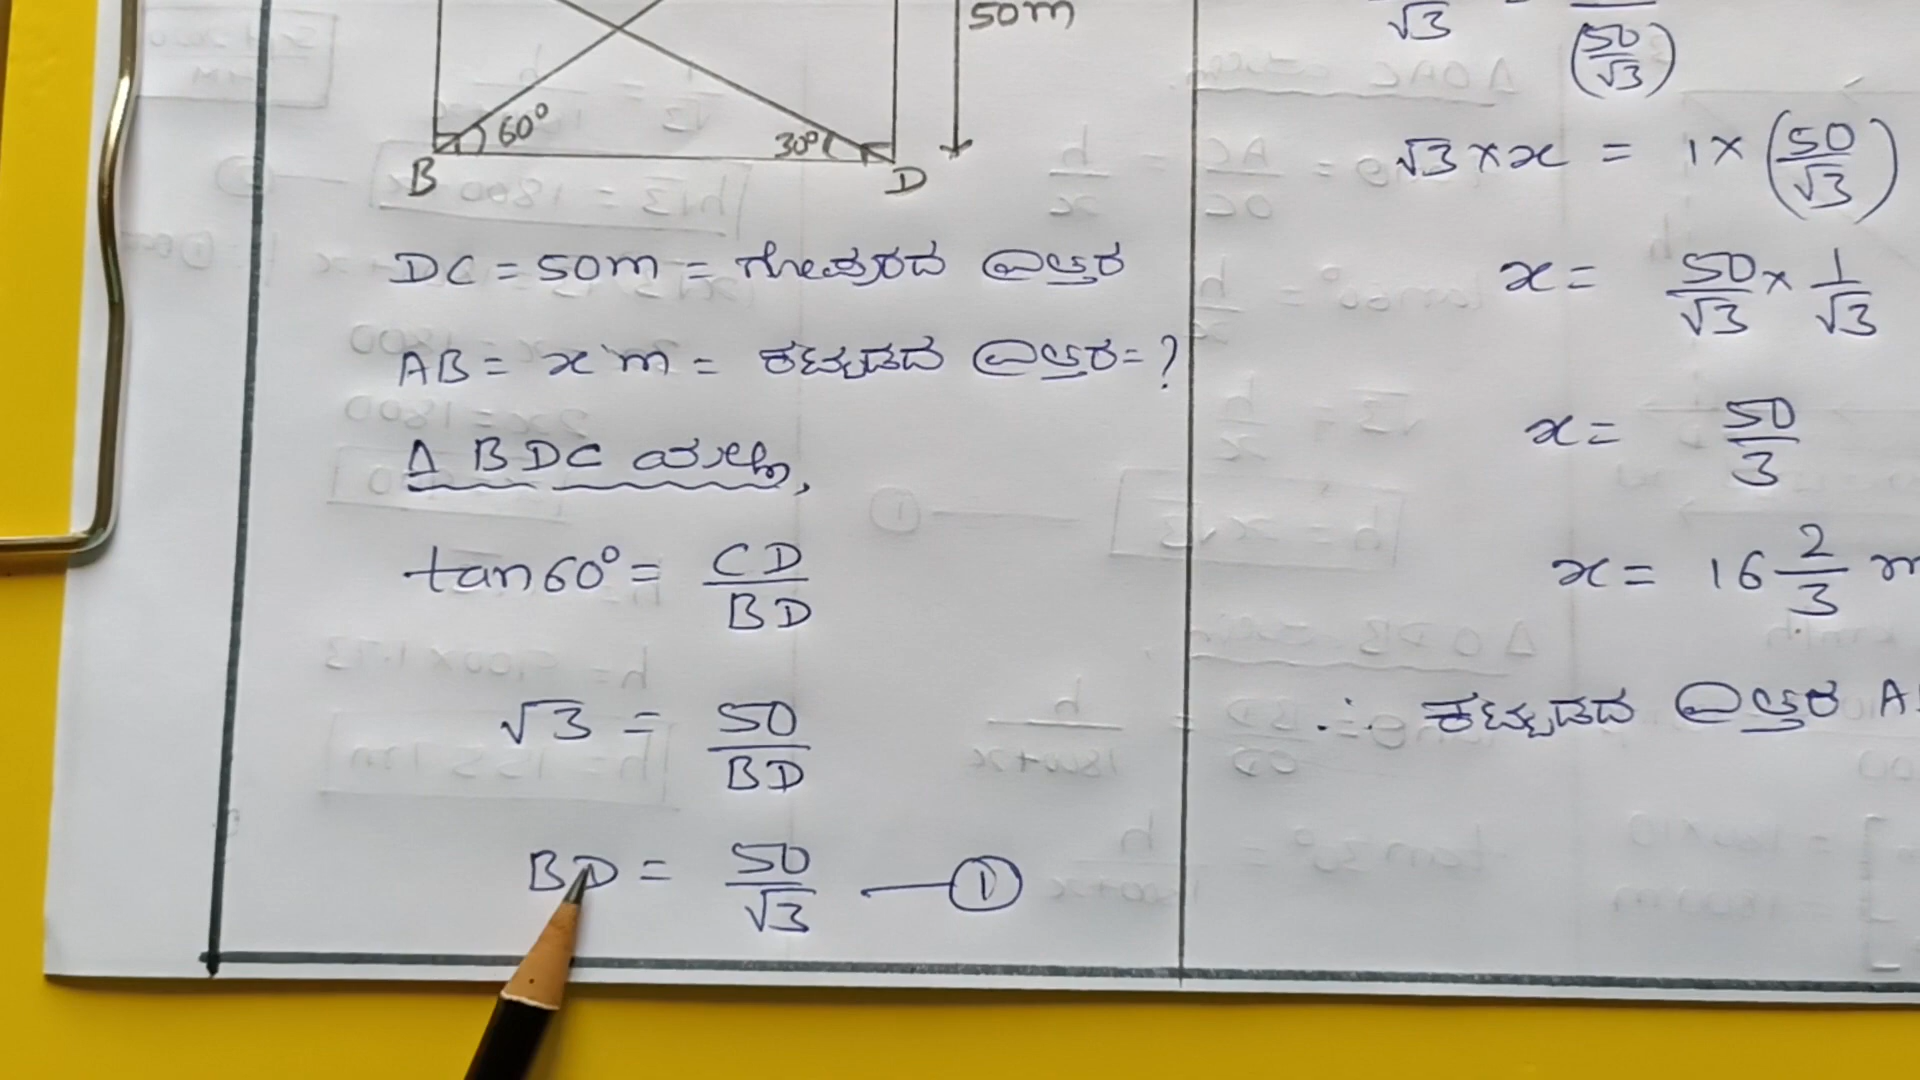 50m
60°
30°
B
D
DC = 50m = ಗೋಪುರದ ಎತ್ತರ
AB = x m = ಕಟ್ಟಡದ ಎತ್ತರ = ?
Δ BDC ಯಲ್ಲಿ,
tan60° = CD/BD
√3 = 50/BD
BD = 50/√3 —— ①
√3
(50/√3)
√3 × x = 1 × (50/√3)
x = 50/√3 × 1/√3
x = 50/3
x = 16 2/3 m
∴ ಕಟ್ಟಡದ ಎತ್ತರ